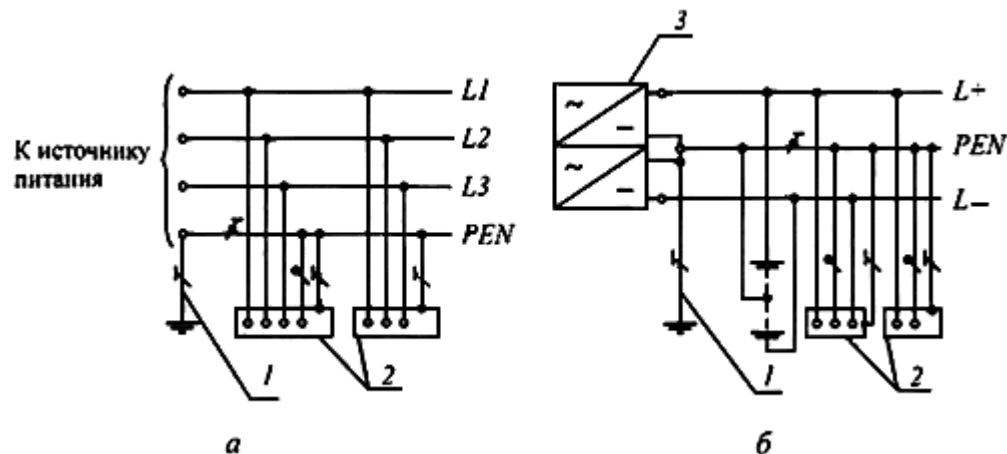 3
L1
L2
К источнику
питания
L3
PEN
L+
PEN
L–
1
2
1
2
а
б
~
–
~
–